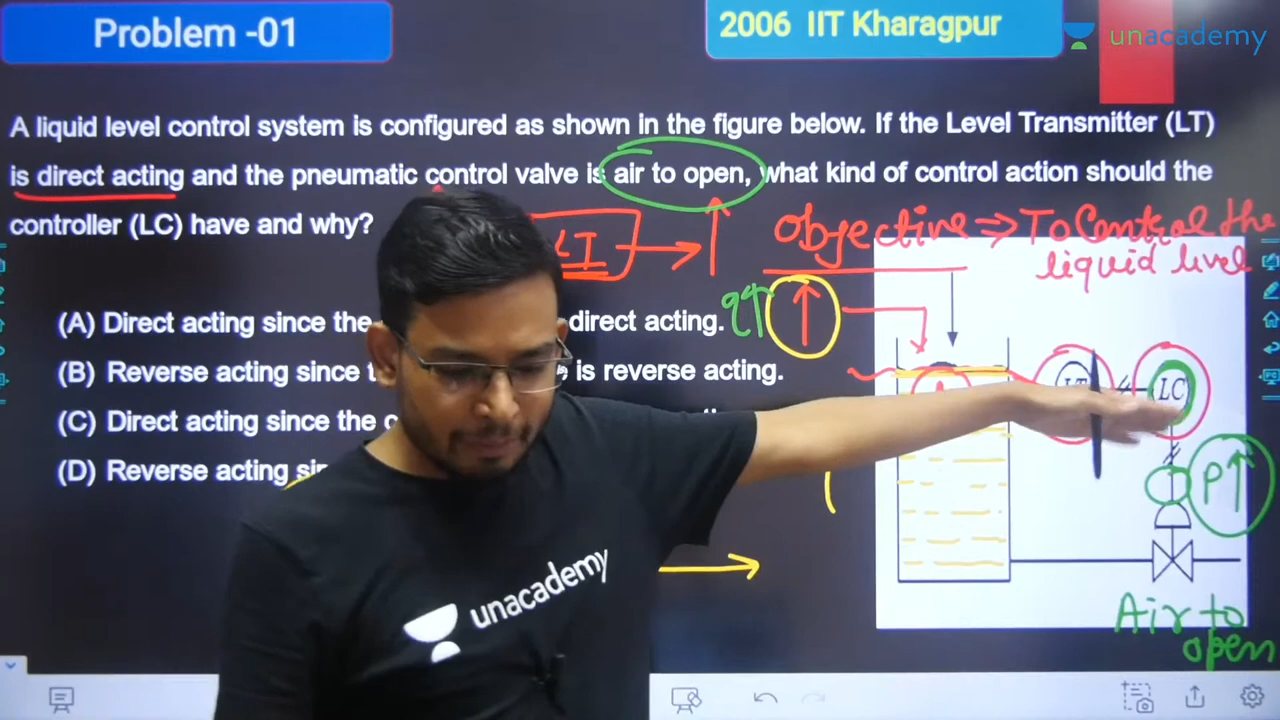 Problem -01
2006 IIT Kharagpur
unacademy
A liquid level control system is configured as shown in the figure below. If the Level Transmitter (LT)
is direct acting and the pneumatic control valve is air to open, what kind of control action should the
controller (LC) have and why?
Objective ⇒ To Control the
liquid level
(A) Direct acting since the
direct acting.
(B) Reverse acting since
is reverse acting.
(C) Direct acting since the
(D) Reverse acting
LT
LC
P↑
Air to
open
unacademy